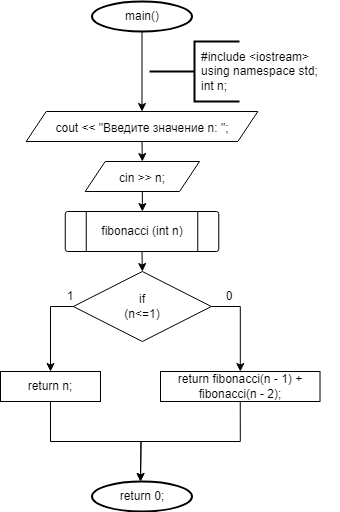 main()
#include <iostream>
using namespace std;
int n;
cout << "Введите значение n: ";
cin >> n;
fibonacci (int n)
if
(n<=1)
1
0
return n;
return fibonacci(n - 1) +
fibonacci(n - 2);
return 0;